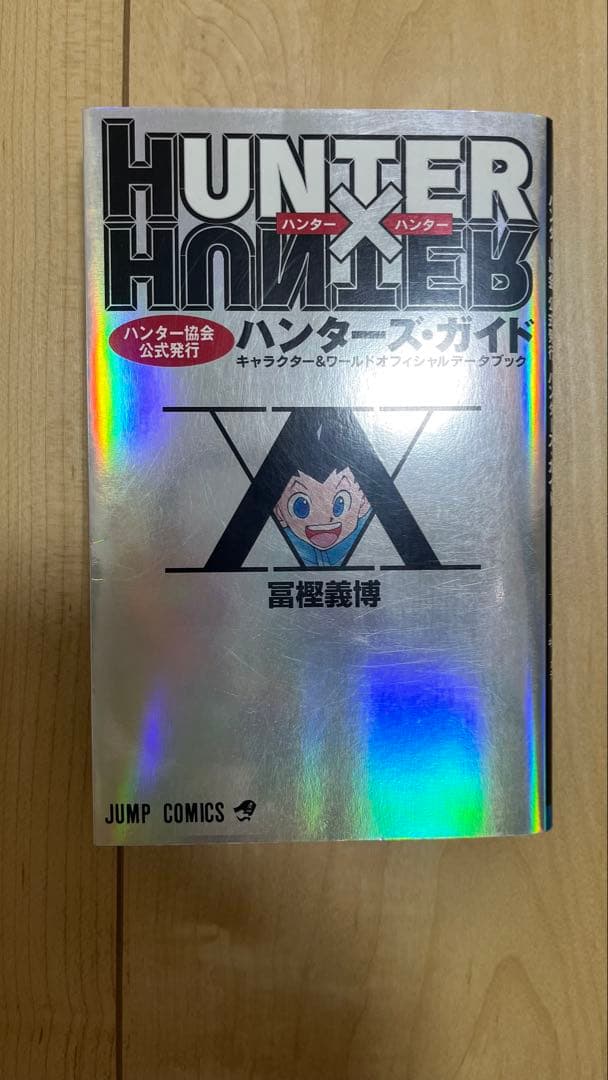 HUNTER
ハンター×ハンター
HUNTER
ハンター協会
公式発行
ハンターズ・ガイド
キャラクター&ワールドオフィシャルデータブック
冨樫義博
JUMP COMICS